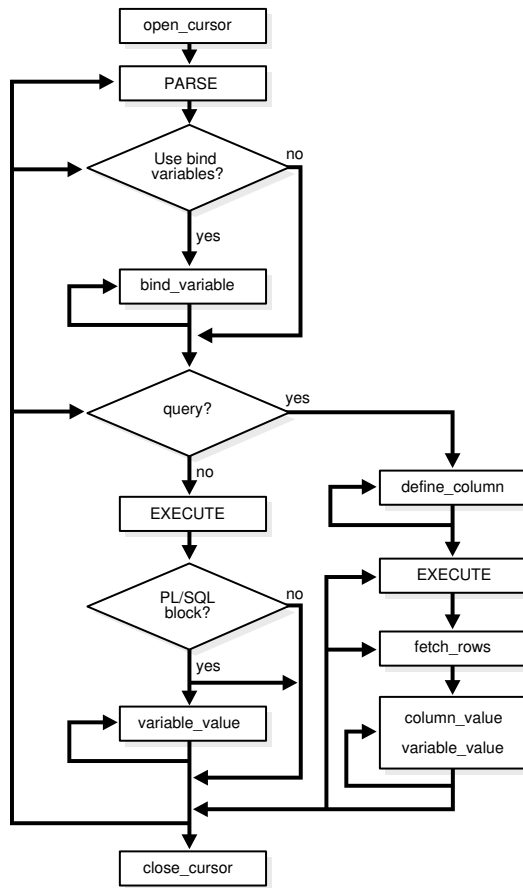 open_cursor
PARSE
Use bind
variables?
no
yes
bind_variable
query?
yes
no
define_column
EXECUTE
EXECUTE
PL/SQL
block?
no
fetch_rows
yes
column_value
variable_value
variable_value
close_cursor